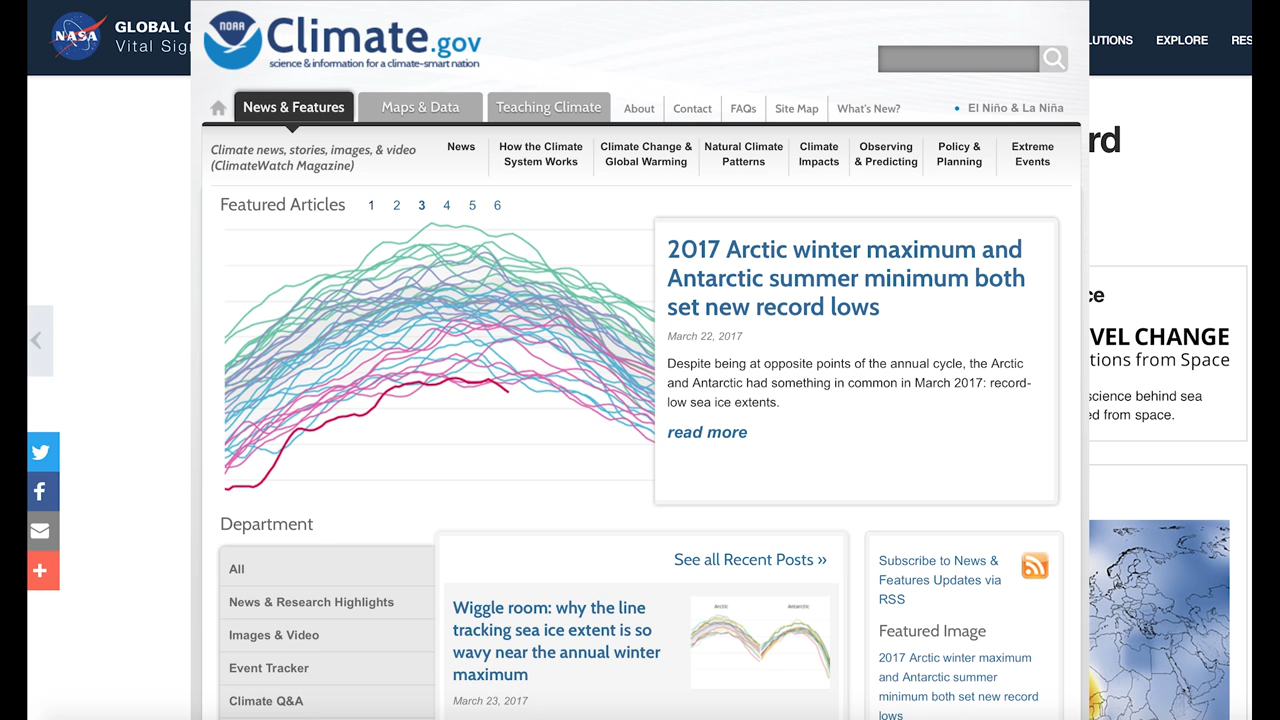 NASA
GLOBAL C
Vital Sig
NOAA
Climate.gov
science & information for a climate-smart nation
LUTIONS EXPLORE RES
News & Features Maps & Data Teaching Climate About Contact FAQs Site Map What's New? • El Niño & La Niña
Climate news, stories, images, & video
(ClimateWatch Magazine)
News
How the Climate
System Works
Climate Change &
Global Warming
Natural Climate
Patterns
Climate
Impacts
Observing
& Predicting
Policy &
Planning
Extreme
Events
rd
Featured Articles 1 2 3 4 5 6
2017 Arctic winter maximum and
Antarctic summer minimum both
set new record lows
March 22, 2017
Despite being at opposite points of the annual cycle, the Arctic
and Antarctic had something in common in March 2017: record-
low sea ice extents.
read more
ce
VEL CHANGE
tions from Space
science behind sea
ed from space.
Department
All
News & Research Highlights
Images & Video
Event Tracker
Climate Q&A
See all Recent Posts »
Wiggle room: why the line
tracking sea ice extent is so
wavy near the annual winter
maximum
March 23, 2017
Arctic Antarctic
Subscribe to News &
Features Updates via
RSS
Featured Image
2017 Arctic winter maximum
and Antarctic summer
minimum both set new record
lows